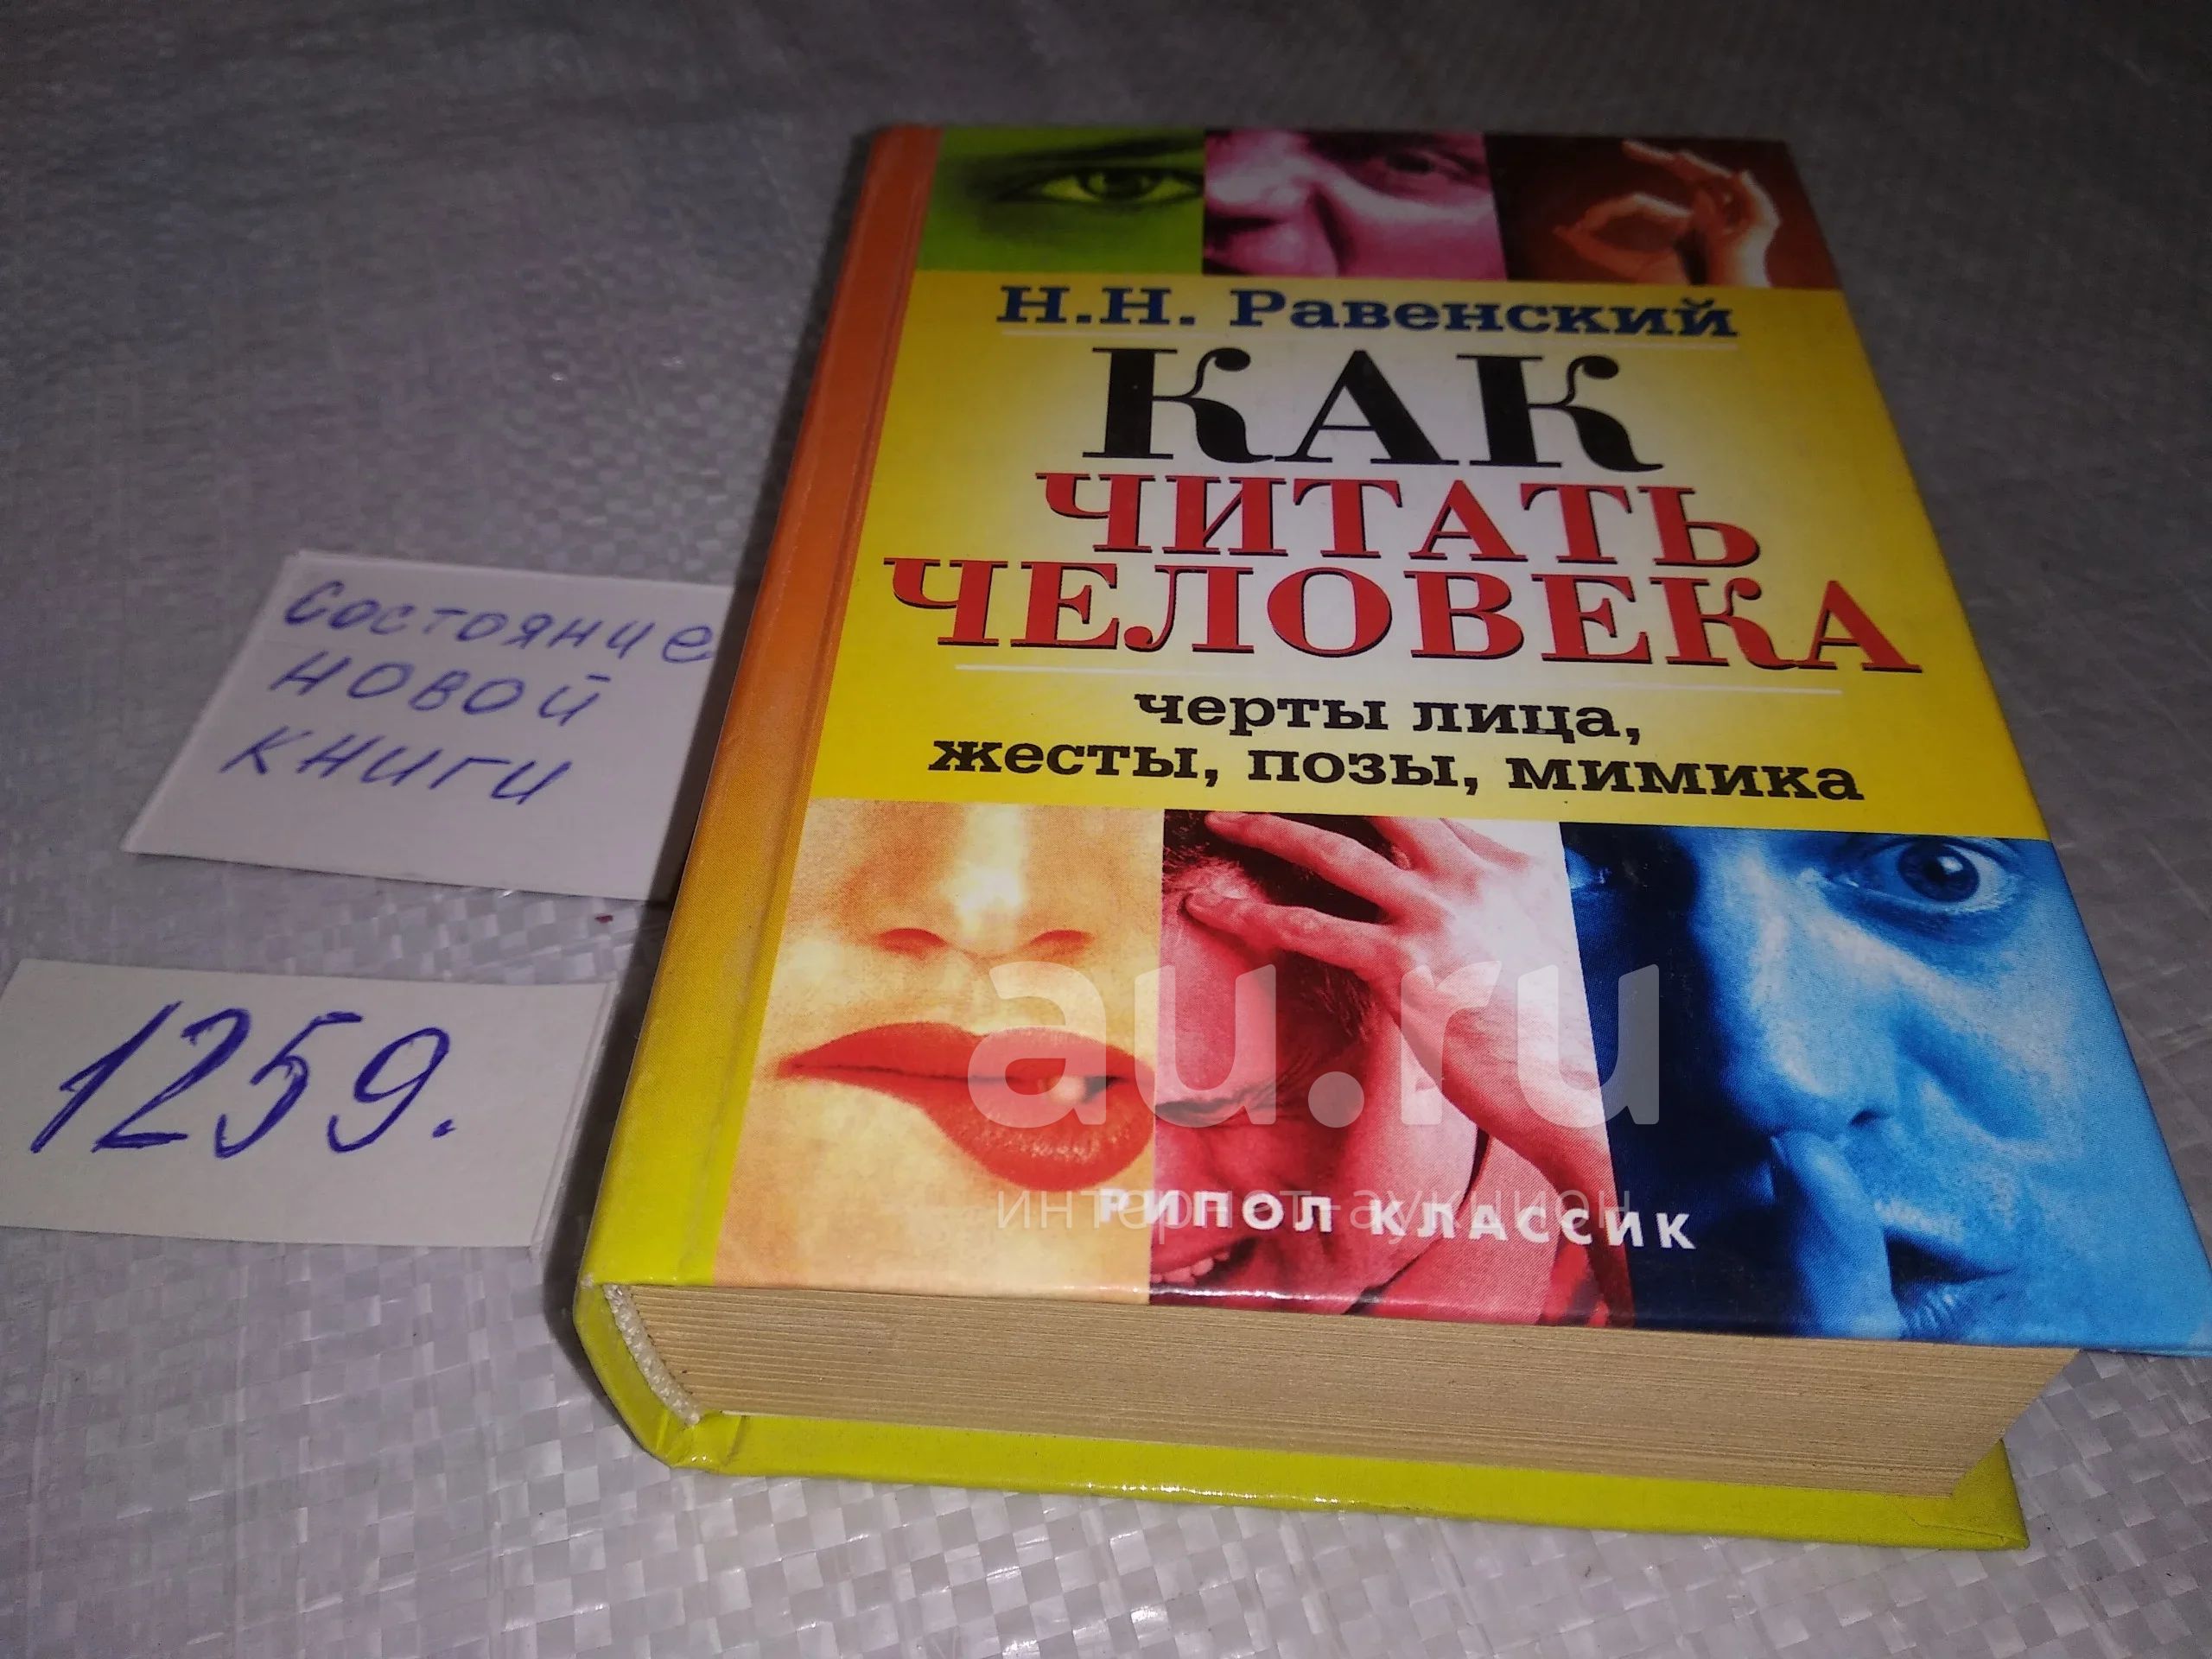 Н.Н. Равенский
КАК
ЧИТАТЬ
ЧЕЛОВЕКА
черты лица,
жесты, позы, мимика
РИПОЛ КЛАССИК
Состояние
новой
книги
1259.
au.ru
интернет-аукцион